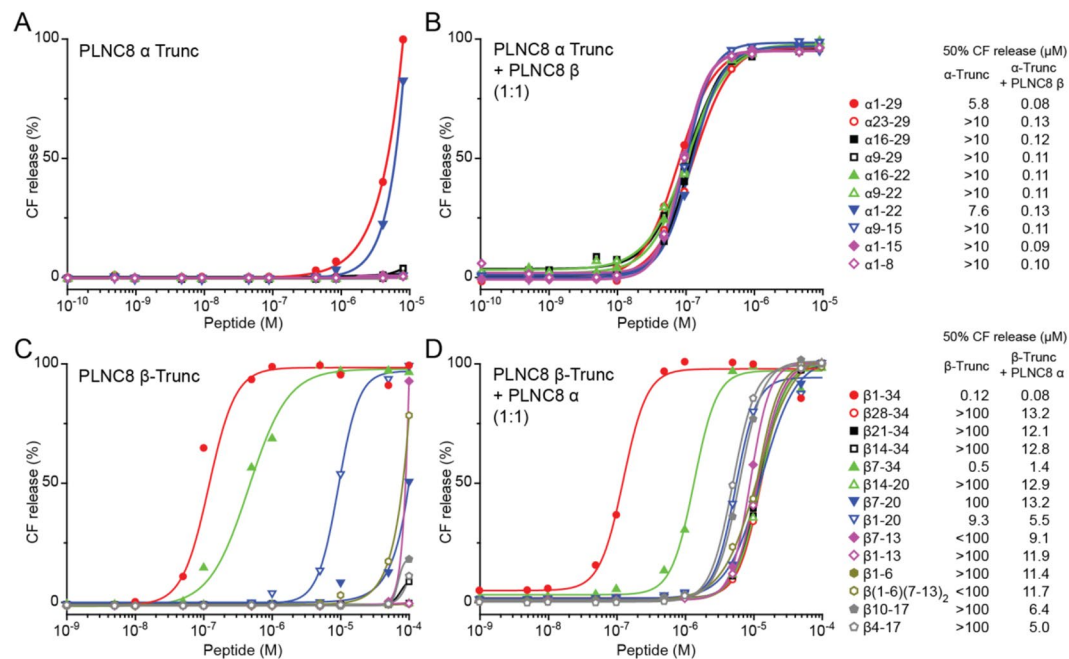 A
PLNC8 α Trunc
CF release (%)
100
50
0
10-10
10-9
10-8
10-7
10-6
10-5
Peptide (M)
B
PLNC8 α Trunc
+ PLNC8 β
(1:1)
CF release (%)
100
50
0
10-10
10-9
10-8
10-7
10-6
10-5
Peptide (M)
50% CF release (μM)
α-Trunc α-Trunc
+ PLNC8 β
α1-29 5.8 0.08
α23-29 >10 0.13
α16-29 >10 0.12
α9-29 >10 0.11
α16-22 >10 0.11
α9-22 >10 0.11
α1-22 7.6 0.13
α9-15 >10 0.11
α1-15 >10 0.09
α1-8 >10 0.10
C
PLNC8 β-Trunc
CF release (%)
100
50
0
10-9
10-8
10-7
10-6
10-5
10-4
Peptide (M)
D
PLNC8 β-Trunc
+ PLNC8 α
(1:1)
CF release (%)
100
50
0
10-9
10-8
10-7
10-6
10-5
10-4
Peptide (M)
50% CF release (μM)
β-Trunc β-Trunc
+ PLNC8 α
β1-34 0.12 0.08
β28-34 >100 13.2
β21-34 >100 12.1
β14-34 >100 12.8
β7-34 0.5 1.4
β14-20 >100 12.9
β7-20 100 13.2
β1-20 9.3 5.5
β7-13 <100 9.1
β1-13 >100 11.9
β1-6 >100 11.4
β(1-6)(7-13)2 <100 11.7
β10-17 >100 6.4
β4-17 >100 5.0